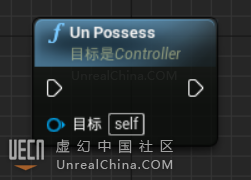 f Un Possess
目标是Controller
UnrealChina.COM
目标 self
UECN 虚幻中国社区
UnrealChina.COM